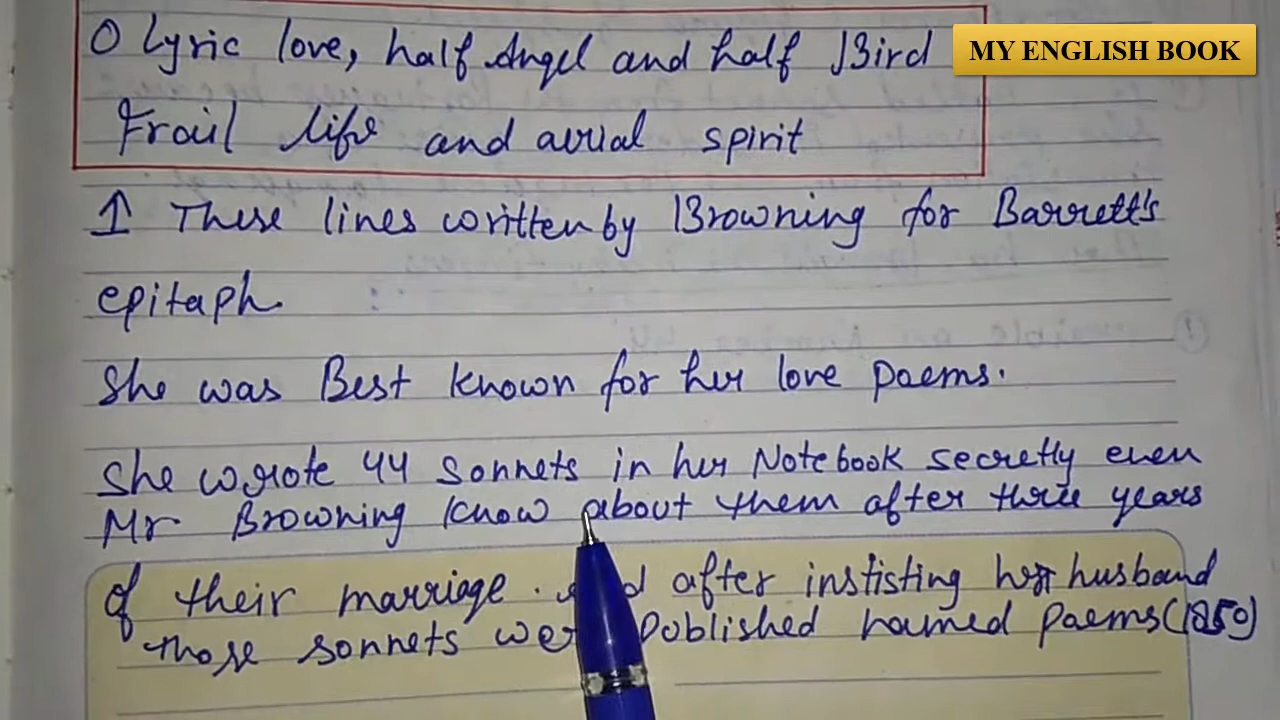 O Lyric love, half Angel and half Bird
MY ENGLISH BOOK
Frail life and aerial spirit
↑ These lines written by Browning for Barrett's
epitaph.
She was Best known for her love poems.
She wrote 44 Sonnets in her Notebook secretly even
Mr Browning know about them after three years
of their marriage. after insfisting her husband
those sonnets published named Poems(1850)